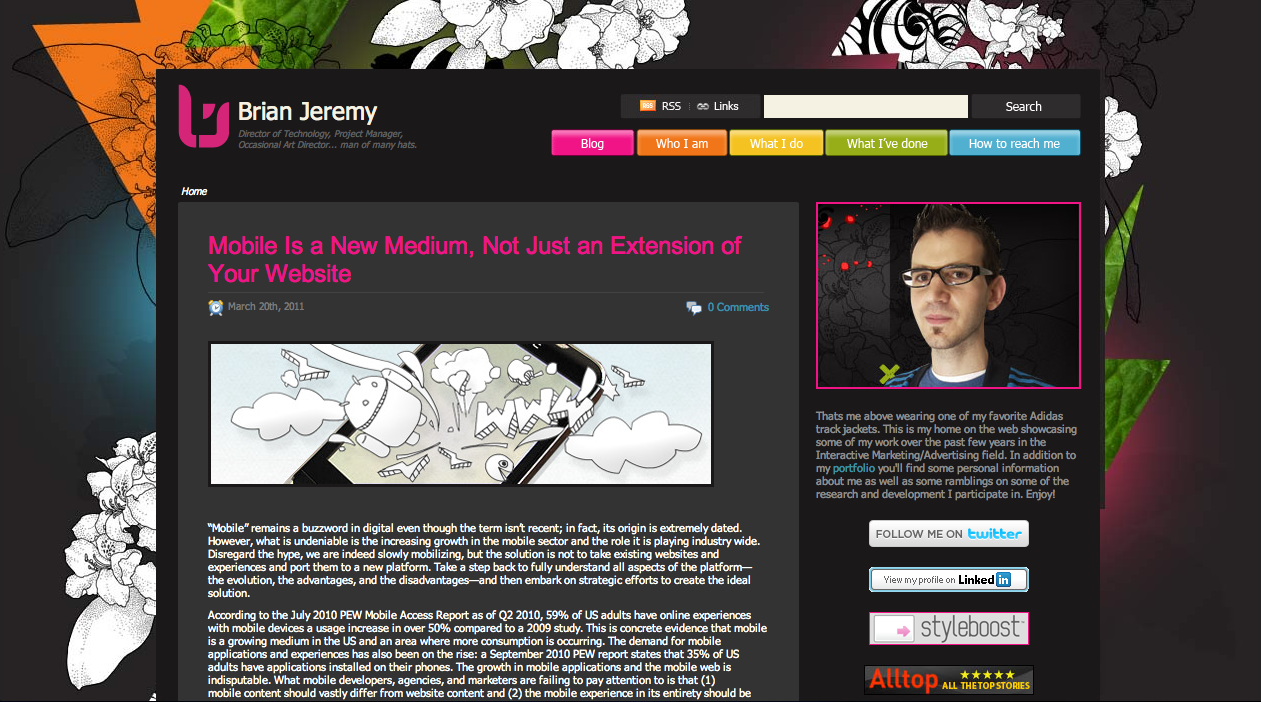 Brian Jeremy
Director of Technology, Project Manager,
Occasional Art Director... man of many hats.
RSS RSS Links
Search
Blog Who I am What I do What I've done How to reach me
Home
Mobile Is a New Medium, Not Just an Extension of
Your Website
March 20th, 2011
0 Comments
WWW
“Mobile” remains a buzzword in digital even though the term isn’t recent; in fact, its origin is extremely dated.
However, what is undeniable is the increasing growth in the mobile sector and the role it is playing industry wide.
Disregard the hype, we are indeed slowly mobilizing, but the solution is not to take existing websites and
experiences and port them to a new platform. Take a step back to fully understand all aspects of the platform—
the evolution, the advantages, and the disadvantages—and then embark on strategic efforts to create the ideal
solution.
According to the July 2010 PEW Mobile Access Report as of Q2 2010, 59% of US adults have online experiences
with mobile devices a usage increase in over 50% compared to a 2009 study. This is concrete evidence that mobile
is a growing medium in the US and an area where more consumption is occurring. The demand for mobile
applications and experiences has also been on the rise: a September 2010 PEW report states that 35% of US
adults have applications installed on their phones. The growth in mobile applications and the mobile web is
indisputable. What mobile developers, agencies, and marketers are failing to pay attention to is that (1)
mobile content should vastly differ from website content and (2) the mobile experience in its entirety should be
Thats me above wearing one of my favorite Adidas
track jackets. This is my home on the web showcasing
some of my work over the past few years in the
Interactive Marketing/Advertising field. In addition to
my portfolio you'll find some personal information
about me as well as some ramblings on some of the
research and development I participate in. Enjoy!
FOLLOW ME ON twitter
View my profile on Linked in
styleboost™
Alltop ALL THE TOP STORIES